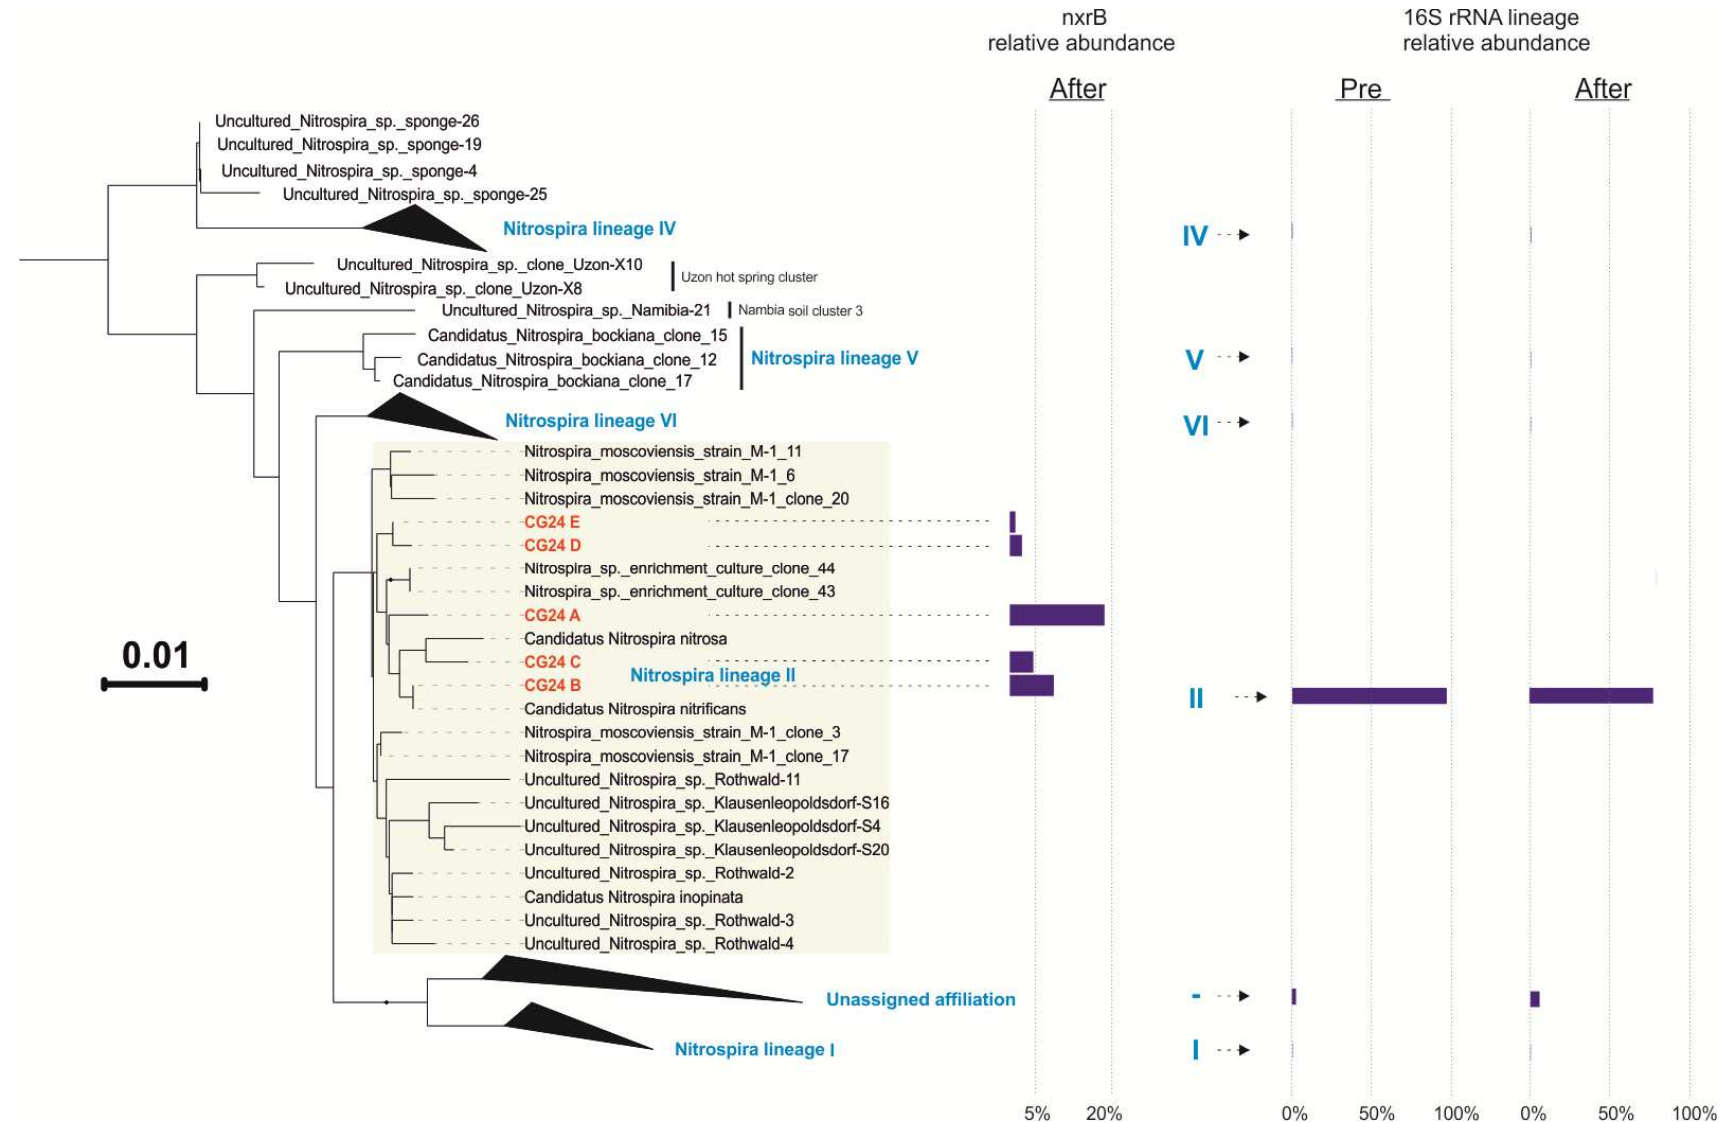 nxrB
relative abundance
16S rRNA lineage
relative abundance
After
Pre
After
Uncultured_Nitrospira_sp._sponge-26
Uncultured_Nitrospira_sp._sponge-19
Uncultured_Nitrospira_sp._sponge-4
Uncultured_Nitrospira_sp._sponge-25
Nitrospira lineage IV
IV
Uncultured_Nitrospira_sp._clone_Uzon-X10
Uzon hot spring cluster
Uncultured_Nitrospira_sp._clone_Uzon-X8
Uncultured_Nitrospira_sp._Namibia-21
Nambia soil cluster 3
Candidatus_Nitrospira_bockiana_clone_15
Candidatus_Nitrospira_bockiana_clone_12
Nitrospira lineage V
V
Candidatus_Nitrospira_bockiana_clone_17
Nitrospira lineage VI
VI
Nitrospira_moscoviensis_strain_M-1_11
Nitrospira_moscoviensis_strain_M-1_6
Nitrospira_moscoviensis_strain_M-1_clone_20
CG24 E
CG24 D
Nitrospira_sp._enrichment_culture_clone_44
Nitrospira_sp._enrichment_culture_clone_43
CG24 A
Candidatus Nitrospira nitrosa
CG24 C
Nitrospira lineage II
CG24 B
II
Candidatus Nitrospira nitrificans
Nitrospira_moscoviensis_strain_M-1_clone_3
Nitrospira_moscoviensis_strain_M-1_clone_17
Uncultured_Nitrospira_sp._Rothwald-11
Uncultured_Nitrospira_sp._Klausenleopoldsdorf-S16
Uncultured_Nitrospira_sp._Klausenleopoldsdorf-S4
Uncultured_Nitrospira_sp._Klausenleopoldsdorf-S20
Uncultured_Nitrospira_sp._Rothwald-2
Candidatus Nitrospira inopinata
Uncultured_Nitrospira_sp._Rothwald-3
Uncultured_Nitrospira_sp._Rothwald-4
0.01
Unassigned affiliation
-
Nitrospira lineage I
I
5% 20%
0% 50% 100%
0% 50% 100%